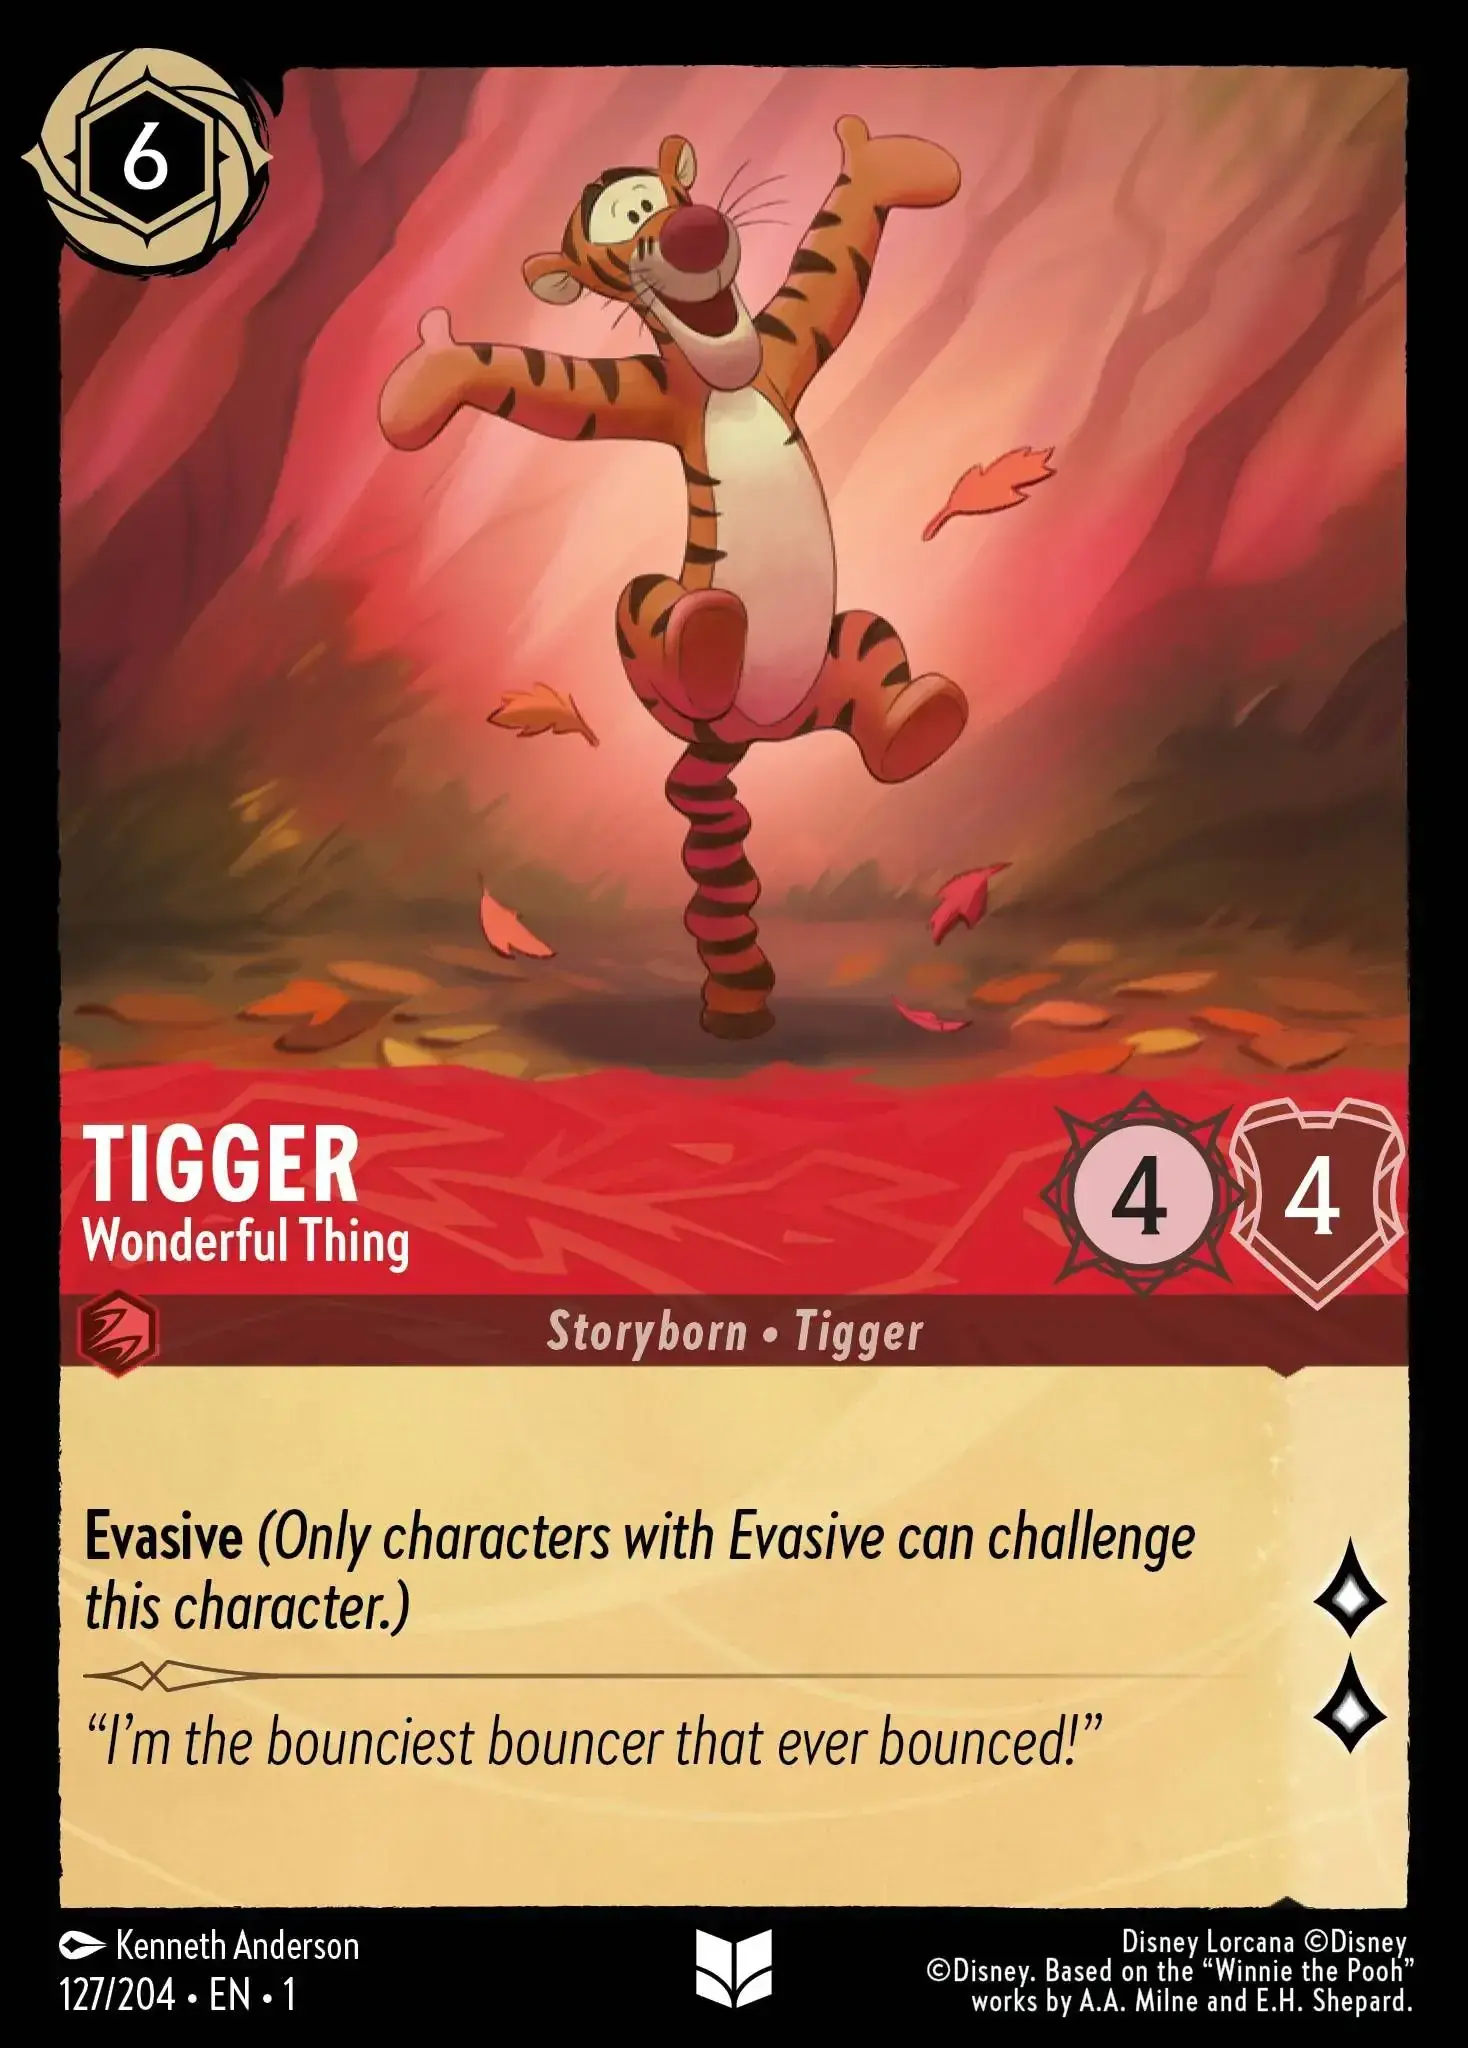 6
TIGGER
Wonderful Thing
4
4
Storyborn • Tigger
Evasive (Only characters with Evasive can challenge
this character.)
“I’m the bounciest bouncer that ever bounced!”
Kenneth Anderson
127/204 • EN • 1
Disney Lorcana ©Disney
©Disney. Based on the “Winnie the Pooh”
works by A.A. Milne and E.H. Shepard.